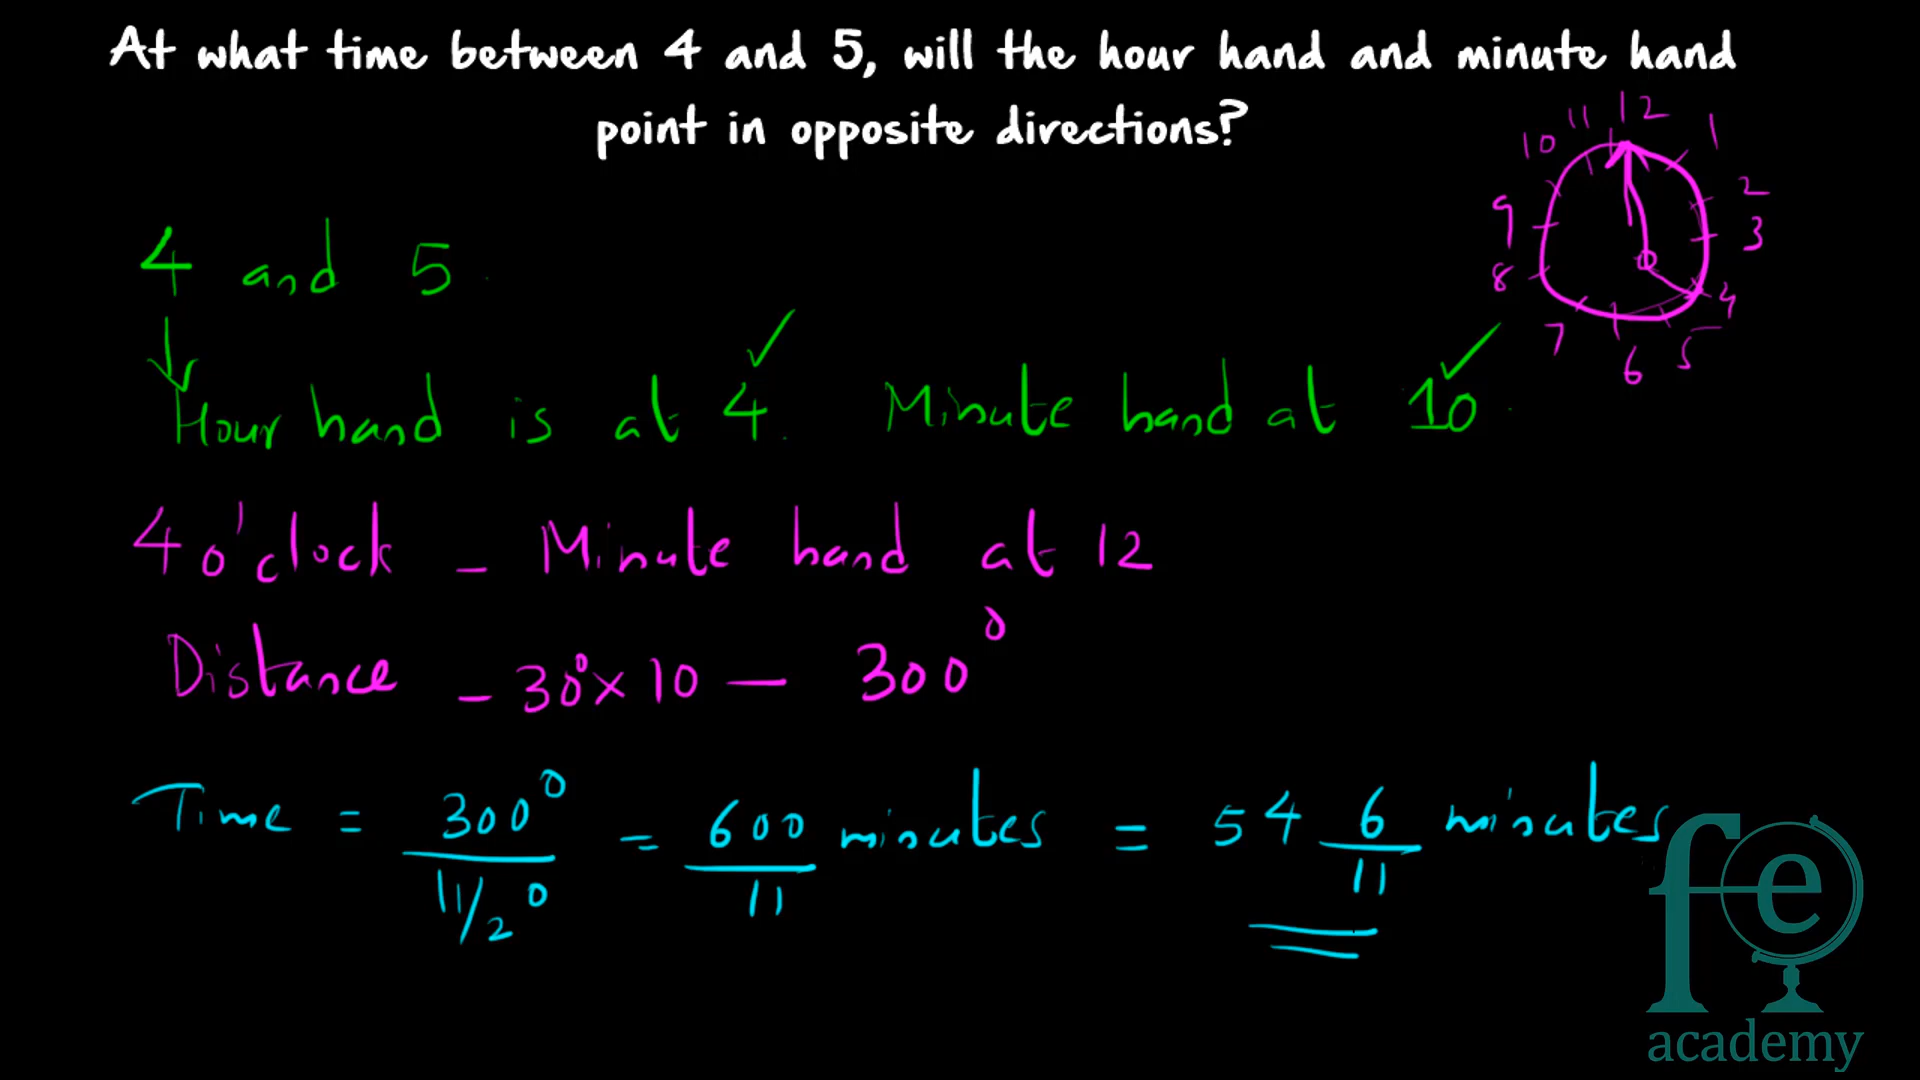 At what time between 4 and 5, will the hour hand and minute hand
point in opposite directions?
12
11
1
10
2
9
3
8
4
7
5
6
4 and 5
Hour hand is at 4. Minute hand at 10
4 o'clock - Minute hand at 12
Distance - 30° × 10 - 300°
Time = 300° / 11/2° = 600/11 minutes = 54 6/11 minutes
fe
academy